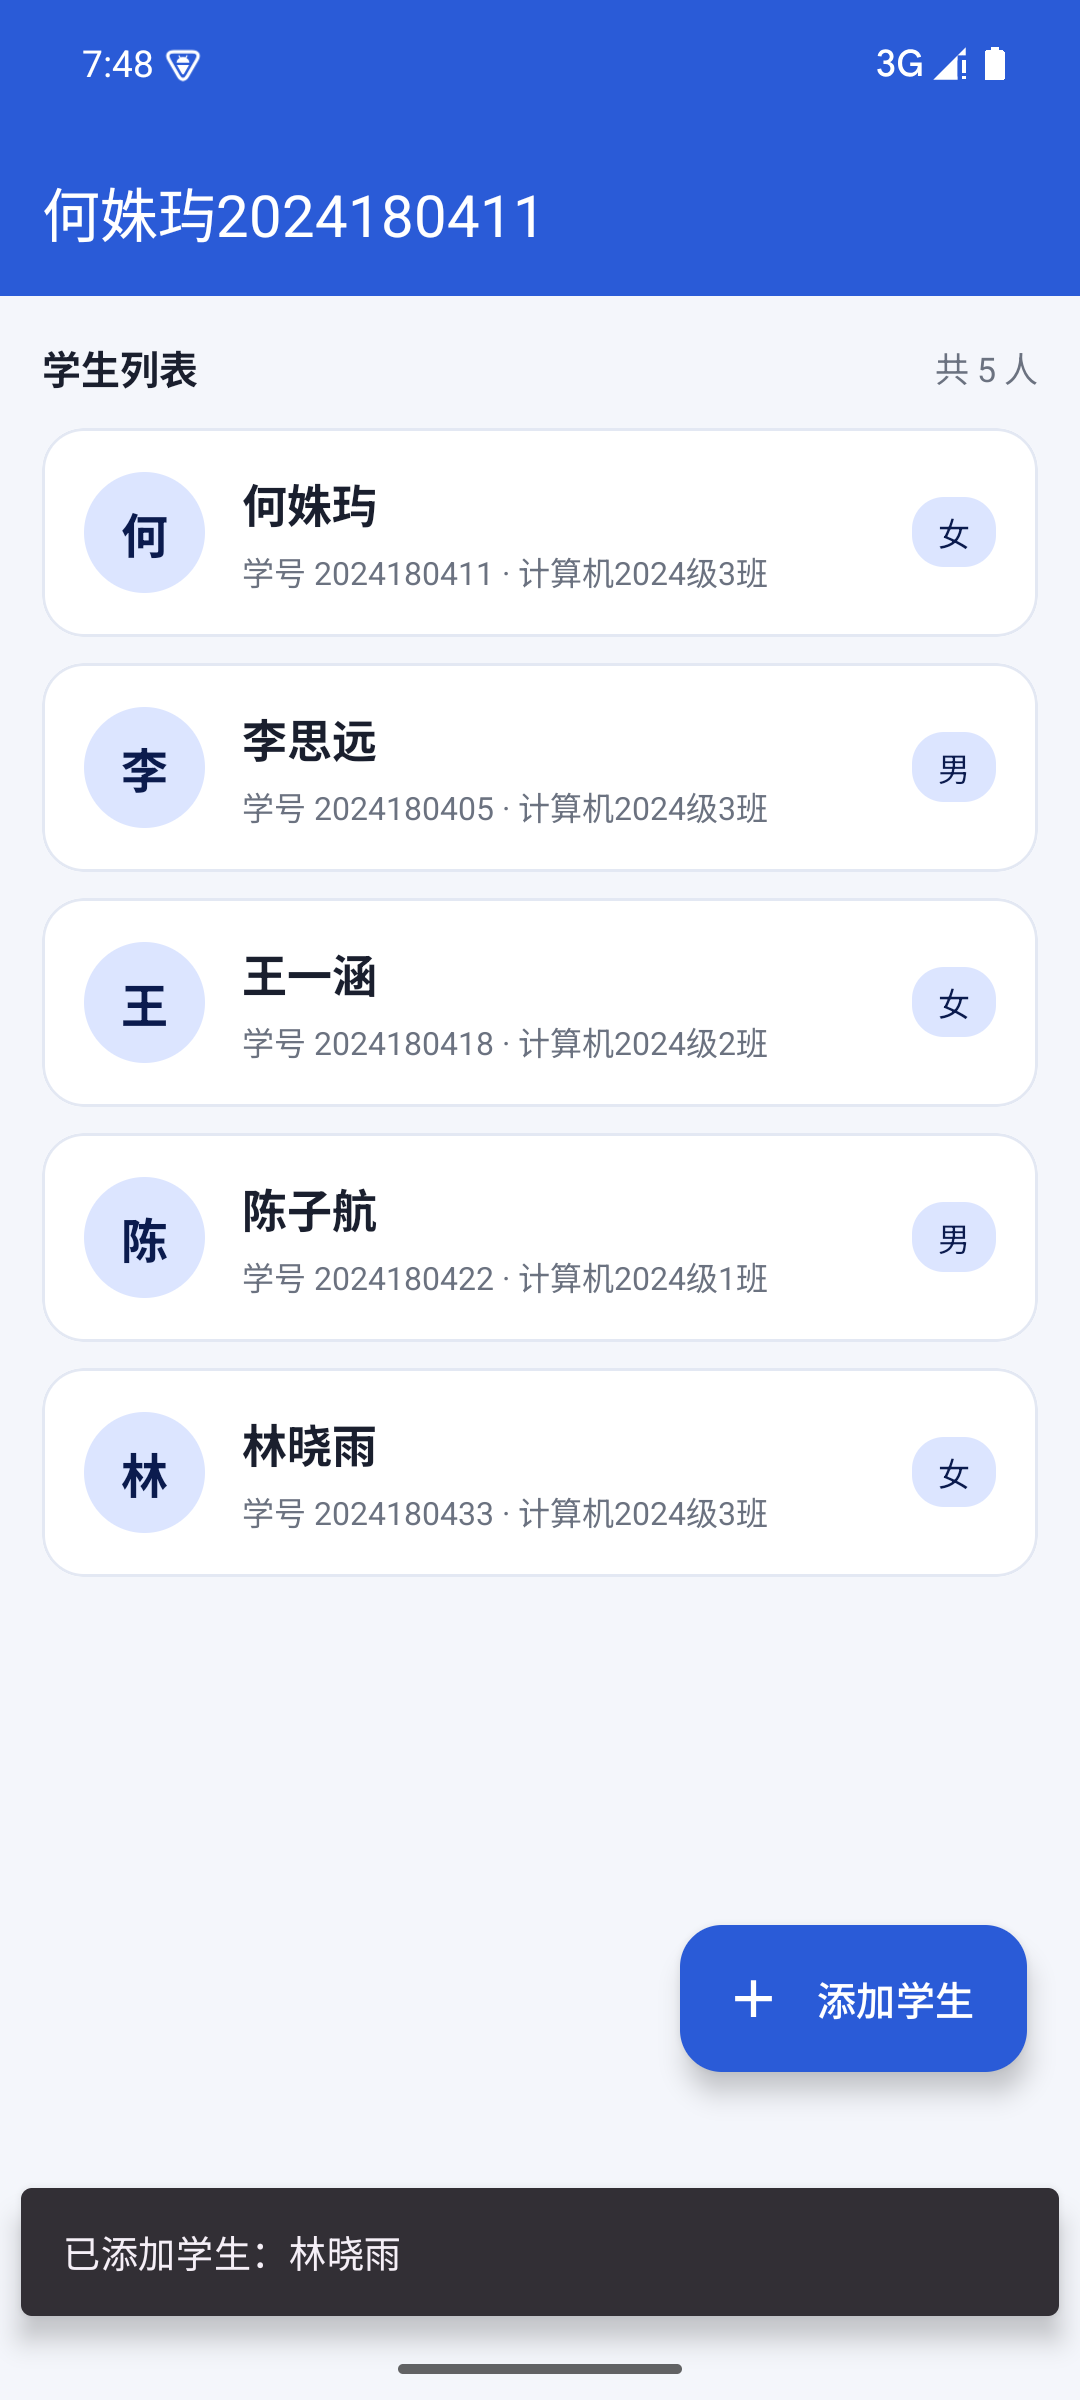 7:48
3G
何姝玙2024180411
学生列表
共 5 人
何
何姝玙
学号 2024180411 · 计算机2024级3班
女
李
李思远
学号 2024180405 · 计算机2024级3班
男
王
王一涵
学号 2024180418 · 计算机2024级2班
女
陈
陈子航
学号 2024180422 · 计算机2024级1班
男
林
林晓雨
学号 2024180433 · 计算机2024级3班
女
添加学生
已添加学生：林晓雨